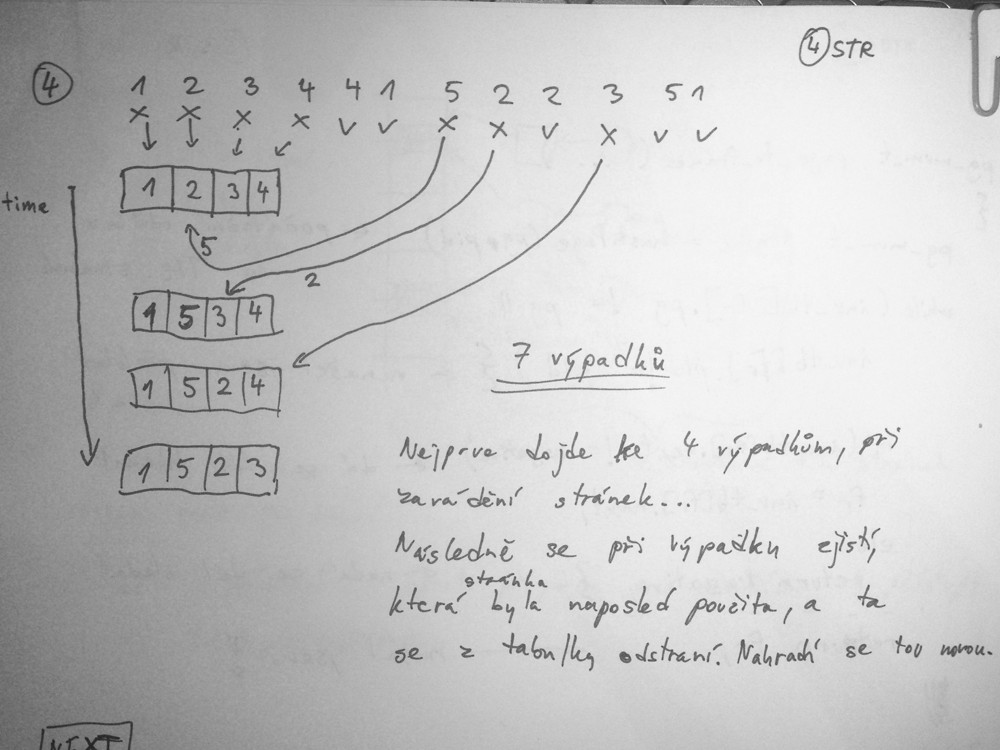 ④ STR
④ 1 2 3 4 4 1 5 2 2 3 5 1
x x x x v v x x v x v v
time
1 2 3 4
5
2
1 5 3 4
7 výpadků
1 5 2 4
Nejprve dojde ke 4 výpadkům, při
1 5 2 3
zavádění stránek...
Následně se při výpadku zjistí,
stránka
která byla naposled použita, a ta
se z tabulky odstraní. Nahradí se tou novou.
NEXT